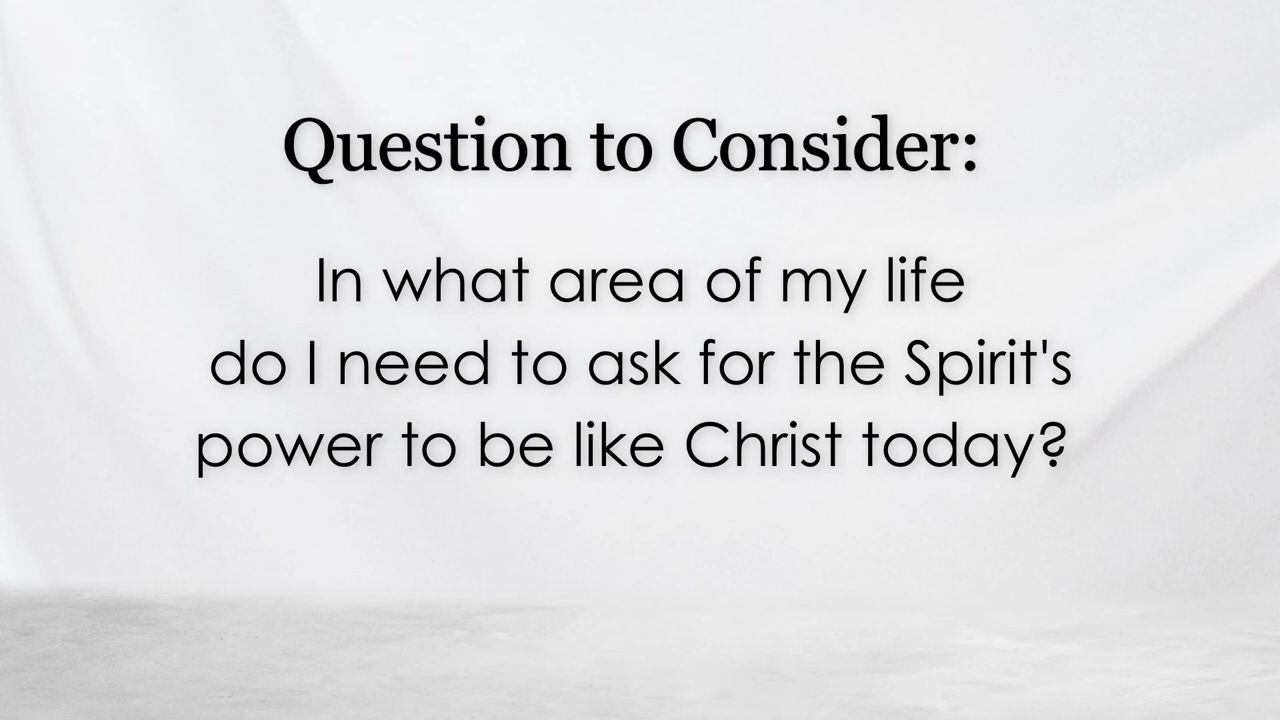 Question to Consider:
In what area of my life
do I need to ask for the Spirit's
power to be like Christ today?